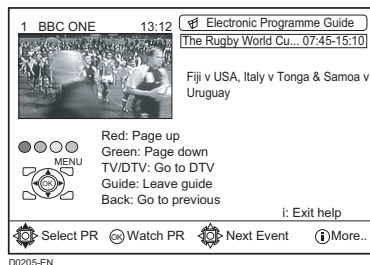 1 BBC ONE 13:12
Electronic Programme Guide
The Rugby World Cu... 07:45-15:10
Fiji v USA, Italy v Tonga & Samoa v
Uruguay
Red: Page up
Green: Page down
MENU
TV/DTV: Go to DTV
OK
Guide: Leave guide
Back: Go to previous
i: Exit help
Select PR OK Watch PR Next Event i More..
D0205-EN